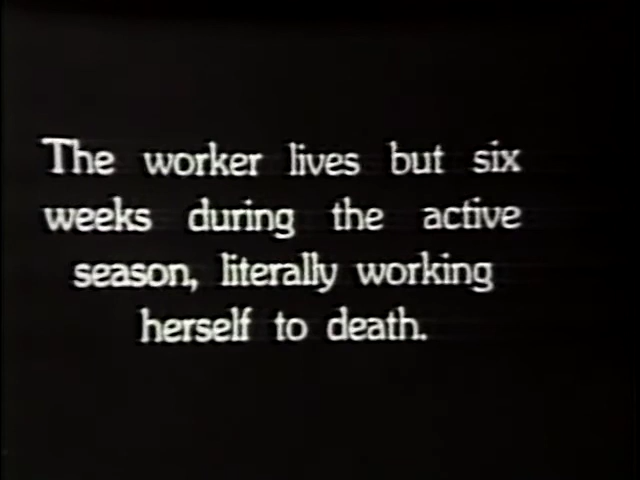 The worker lives but six
weeks during the active
season, literally working
herself to death.